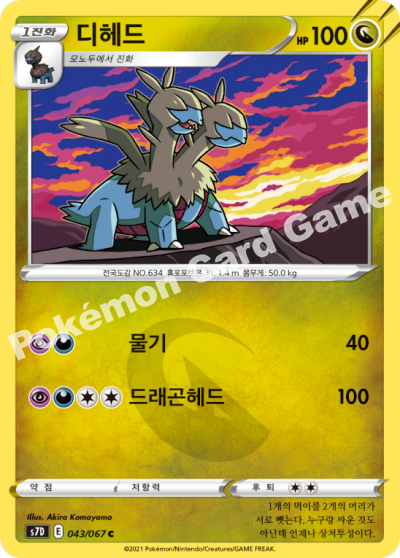 1진화
디헤드
HP 100
모노두에서 진화
전국도감 NO.634 흉포포켓몬 키: 1.4 m 몸무게: 50.0 kg
Pokémon Card Game
물기 40
드래곤헤드 100
약점 저항력 후퇴
Illus. Akira Komayama
s7D E 043/067 C
1개의 먹이를 2개의 머리가
서로 뺏는다. 누구랑 싸운 것도
아닌데 언제나 상처투성이다.
©2021 Pokémon/Nintendo/Creatures/GAME FREAK.